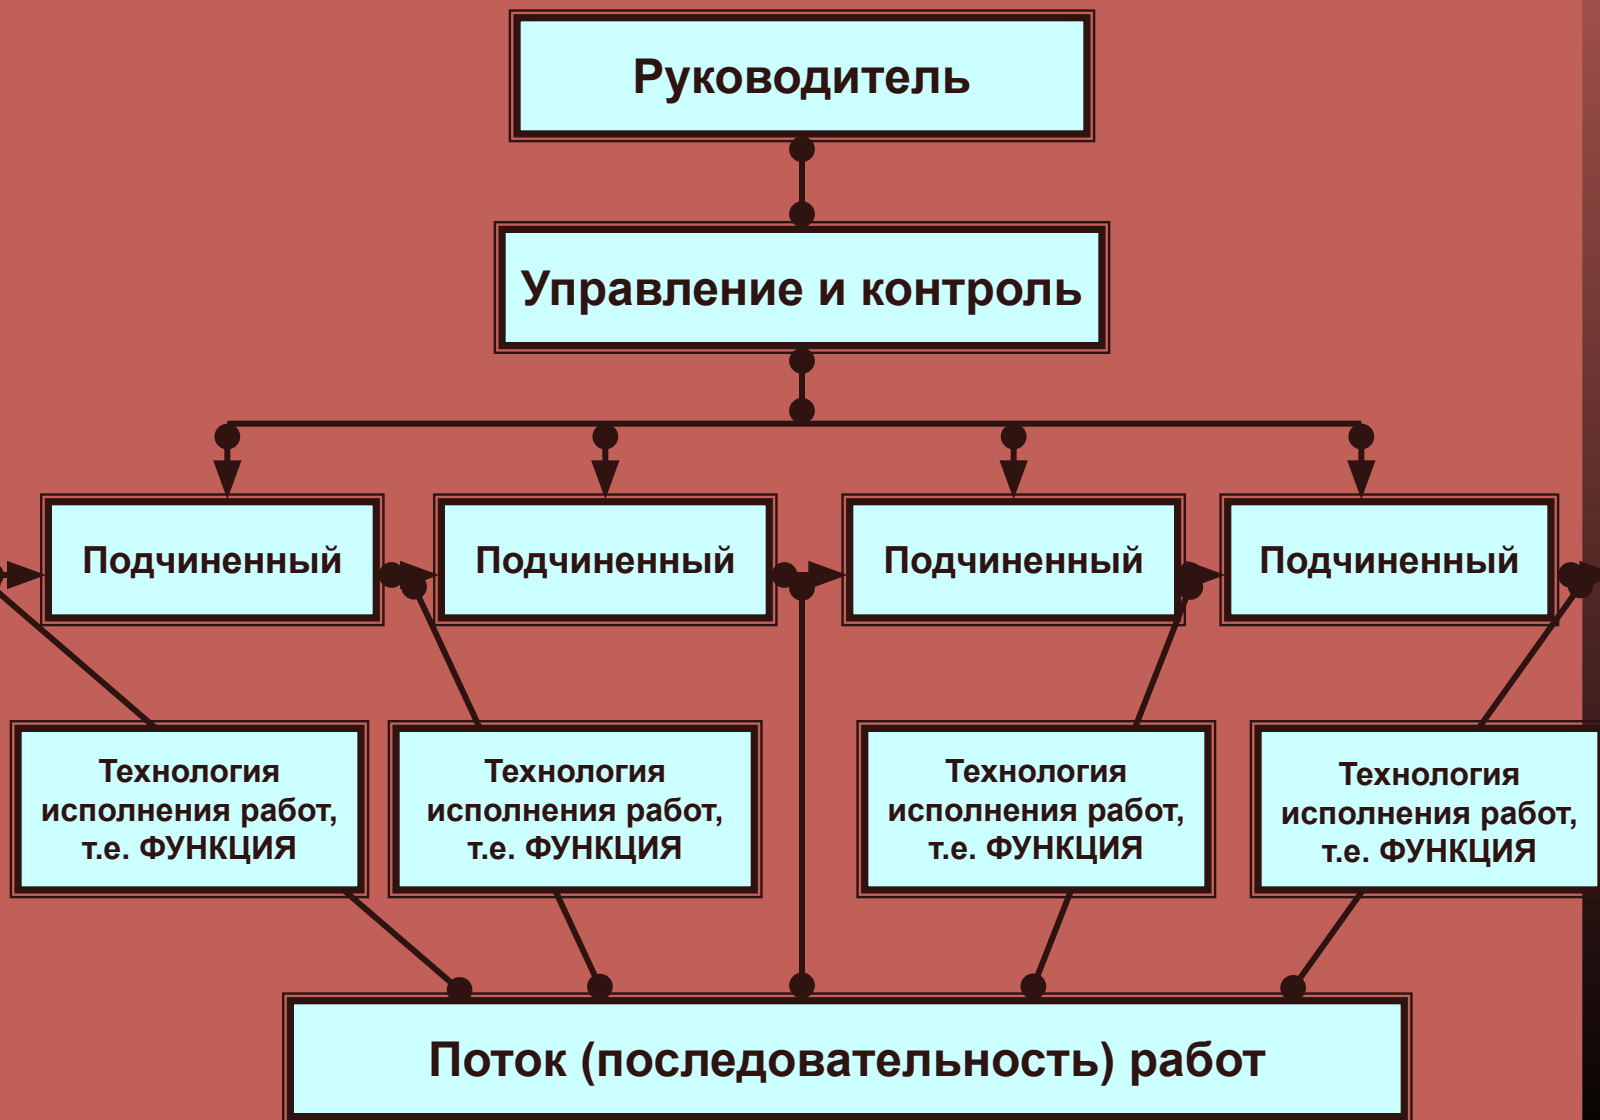 Руководитель
Управление и контроль
Подчиненный
Подчиненный
Подчиненный
Подчиненный
Технология
исполнения работ,
т.е. ФУНКЦИЯ
Технология
исполнения работ,
т.е. ФУНКЦИЯ
Технология
исполнения работ,
т.е. ФУНКЦИЯ
Технология
исполнения работ,
т.е. ФУНКЦИЯ
Поток (последовательность) работ